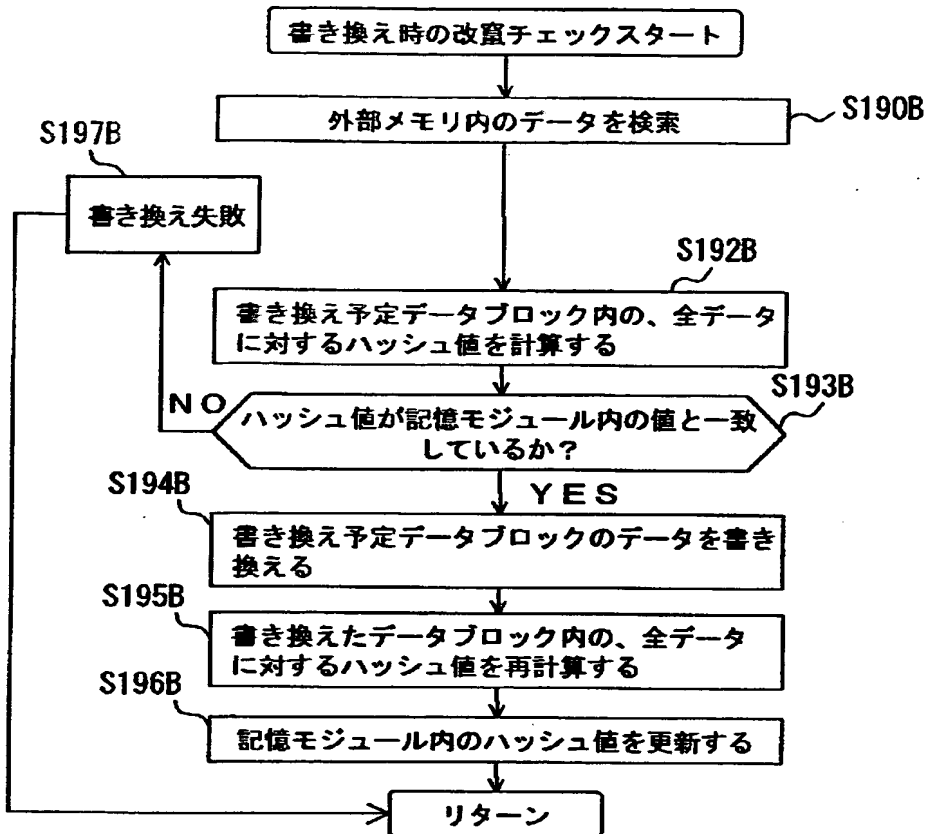 書き換え時の改竄チェックスタート
外部メモリ内のデータを検索
S190B
S197B
書き換え失敗
S192B
書き換え予定データブロック内の、全データ
に対するハッシュ値を計算する
S193B
NO
ハッシュ値が記憶モジュール内の値と一致
しているか?
YES
S194B
書き換え予定データブロックのデータを書き
換える
S195B
書き換えたデータブロック内の、全データ
に対するハッシュ値を再計算する
S196B
記憶モジュール内のハッシュ値を更新する
リターン